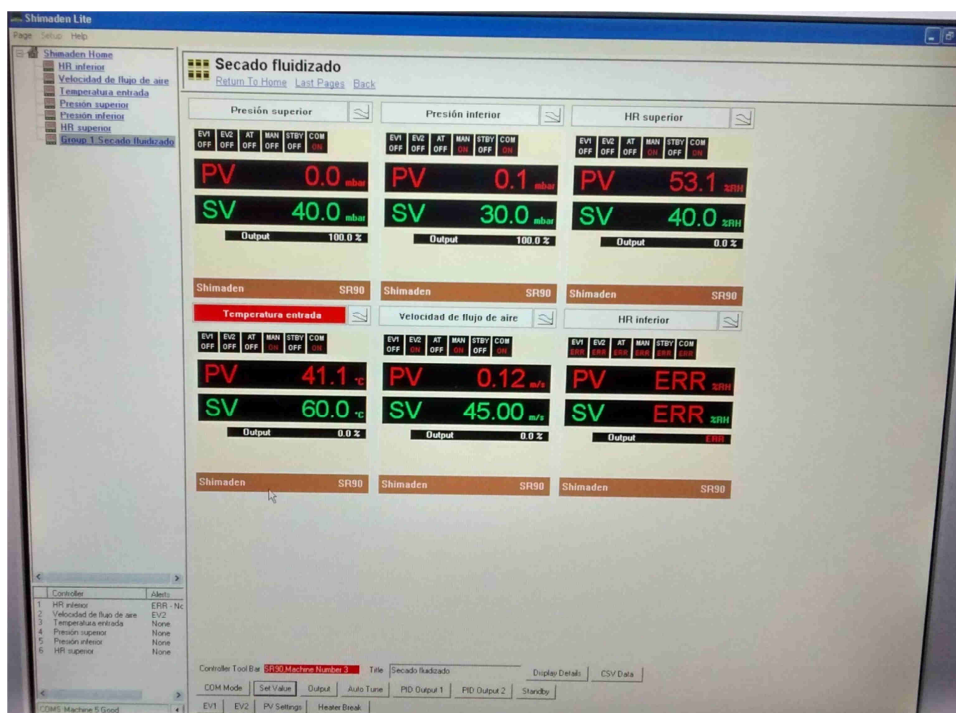 Shimaden Lite
Page Setup Help
Shimaden Home
HR inferior
Velocidad de flujo de aire
Temperatura entrada
Presión superior
Presión inferior
HR superior
Group 1 Secado fluidizado
Secado fluidizado
Return To Home Last Pages Back
Presión superior
EV1 EV2 AT MAN STBY COM
OFF OFF OFF OFF OFF ON
PV 0.0 mbar
SV 40.0 mbar
Output 100.0 %
Shimaden SR90
Presión inferior
EV1 EV2 AT MAN STBY COM
OFF OFF OFF ON OFF ON
PV 0.1 mbar
SV 30.0 mbar
Output 100.0 %
Shimaden SR90
HR superior
EV1 EV2 AT MAN STBY COM
OFF OFF OFF ON OFF ON
PV 53.1 %RH
SV 40.0 %RH
Output 0.0 %
Shimaden SR90
Temperatura entrada
EV1 EV2 AT MAN STBY COM
OFF OFF OFF ON OFF ON
PV 41.1 °C
SV 60.0 °C
Output 0.0 %
Shimaden SR90
Velocidad de flujo de aire
EV1 EV2 AT MAN STBY COM
OFF ON OFF ON OFF ON
PV 0.12 m/s
SV 45.00 m/s
Output 0.0 %
Shimaden SR90
HR inferior
EV1 EV2 AT MAN STBY COM
ERR ERR ERR ERR ERR ERR
PV ERR %RH
SV ERR %RH
Output ERR
Shimaden SR90
Controller Alerts
1 HR inferior ERR - No
2 Velocidad de flujo de aire EV2
3 Temperatura entrada None
4 Presión superior None
5 Presión inferior None
6 HR superior None
Controller Tool Bar SR90,Machine Number 3 Title Secado fluidizado Display Details CSV Data
COM Mode Set Value Output Auto Tune PID Output 1 PID Output 2 Standby
EV1 EV2 PV Settings Heater Break
COM5 Machine 5 Good